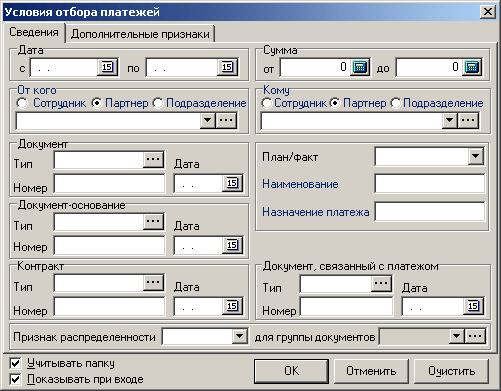 Условия отбора платежей
Сведения Дополнительные признаки
Дата
с . . 15 по . . 15
Сумма
от 0 до 0
От кого
Сотрудник Партнер Подразделение
Кому
Сотрудник Партнер Подразделение
Документ
Тип ... Дата
Номер . . 15
План/факт
Наименование
Назначение платежа
Документ-основание
Тип ... Дата
Номер . . 15
Контракт
Тип ... Дата
Номер . . 15
Документ, связанный с платежом
Тип ... Дата
Номер . . 15
Признак распределенности для группы документов ...
Учитывать папку
Показывать при входе
OK Отменить Очистить